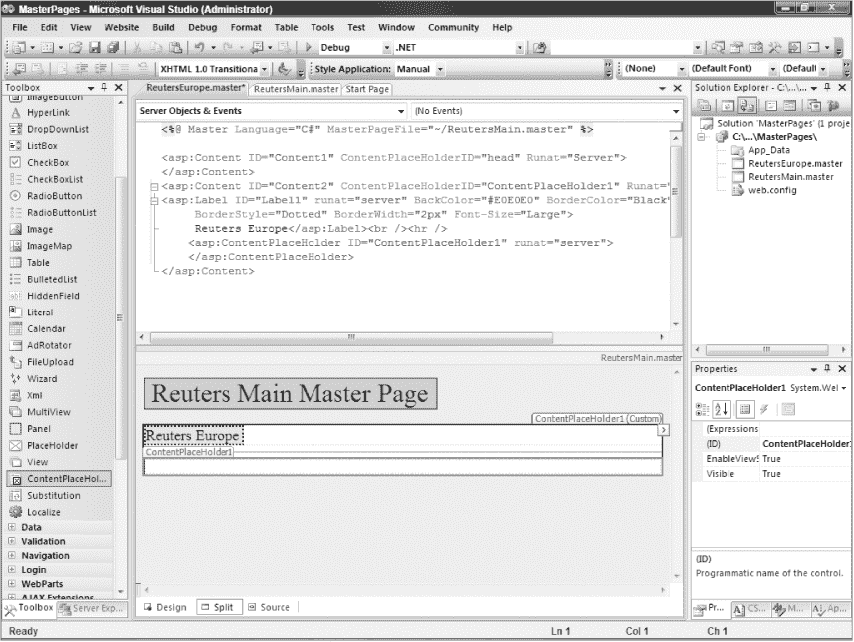 MasterPages - Microsoft Visual Studio (Administrator)
File Edit View Website Build Debug Format Table Tools Test Window Community Help
Debug .NET
XHTML 1.0 Transitiona Style Application: Manual (None) (Default Font) (Defaul
Toolbox
ImageButton
HyperLink
DropDownList
ListBox
CheckBox
CheckBoxList
RadioButton
RadioButtonList
Image
ImageMap
Table
BulletedList
HiddenField
Literal
Calendar
AdRotator
FileUpload
Wizard
Xml
MultiView
Panel
PlaceHolder
View
ContentPlaceHol...
Substitution
Localize
Data
Validation
Navigation
Login
WebParts
AJAX Extensions
Toolbox Server Exp...
ReutersEurope.master* ReutersMain.master Start Page
Server Objects & Events (No Events)
<%@ Master Language="C#" MasterPageFile="~/ReutersMain.master" %>
<asp:Content ID="Content1" ContentPlaceHolderID="head" Runat="Server">
</asp:Content>
<asp:Content ID="Content2" ContentPlaceHolderID="ContentPlaceHolder1" Runat="
<asp:Label ID="Label1" runat="server" BackColor="#E0E0E0" BorderColor="Black"
BorderStyle="Dotted" BorderWidth="2px" Font-Size="Large">
Reuters Europe</asp:Label><br /><hr />
<asp:ContentPlaceHolder ID="ContentPlaceHolder1" runat="server">
</asp:ContentPlaceHolder>
</asp:Content>
ReutersMain.master
Reuters Main Master Page
ContentPlaceHolder1 (Custom)
Reuters Europe
ContentPlaceHolder1
Design Split Source
Solution Explorer - C:\...\...
Solution 'MasterPages' (1 proje
C:\...\MasterPages\
App_Data
ReutersEurope.master
ReutersMain.master
web.config
Properties
ContentPlaceHolder1 System.Wel
(Expressions
(ID) ContentPlaceHolder:
EnableViewS True
Visible True
(ID)
Programmatic name of the control.
Pr... CS... M... Ap...
Ready Ln 1 Col 1 Ch 1